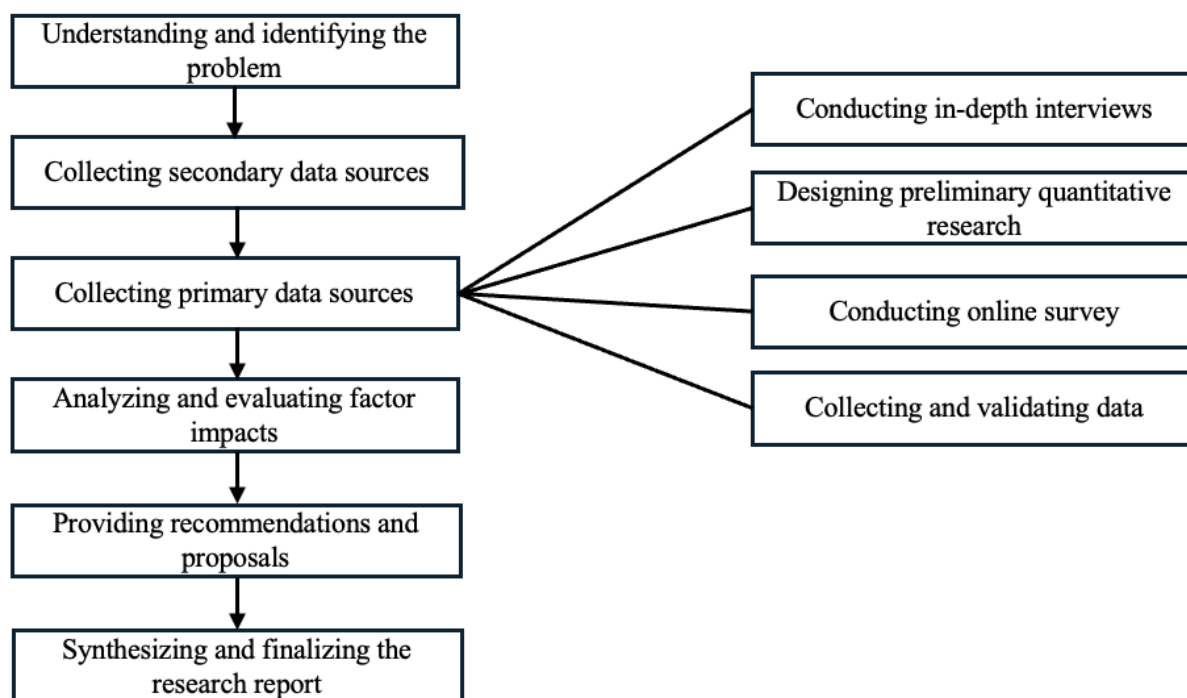 Understanding and identifying the
problem
Collecting secondary data sources
Collecting primary data sources
Analyzing and evaluating factor
impacts
Providing recommendations and
proposals
Synthesizing and finalizing the
research report
Conducting in-depth interviews
Designing preliminary quantitative
research
Conducting online survey
Collecting and validating data